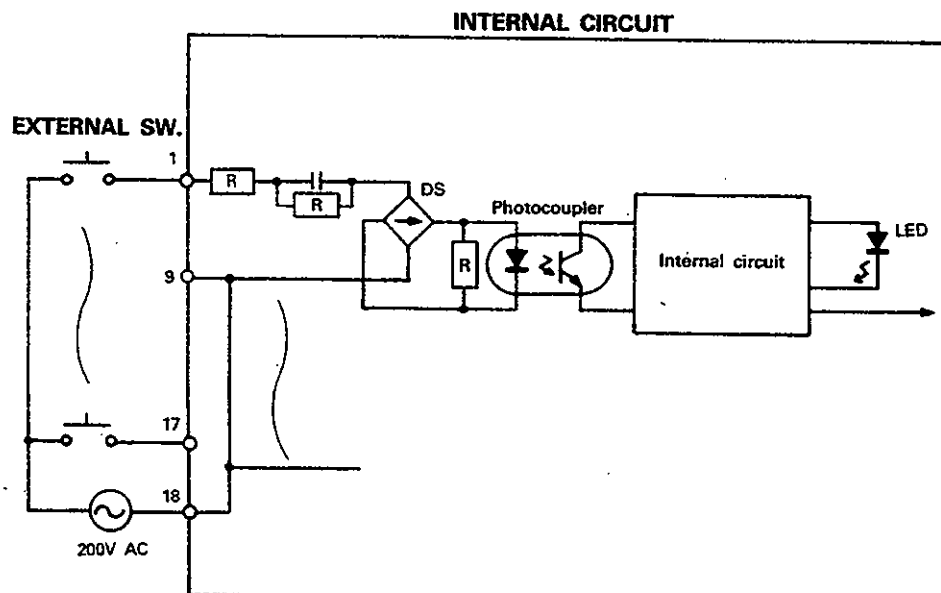 INTERNAL CIRCUIT
EXTERNAL SW.
1
R
R
DS
Photocoupler
LED
R
Internal circuit
9
17
18
200V AC